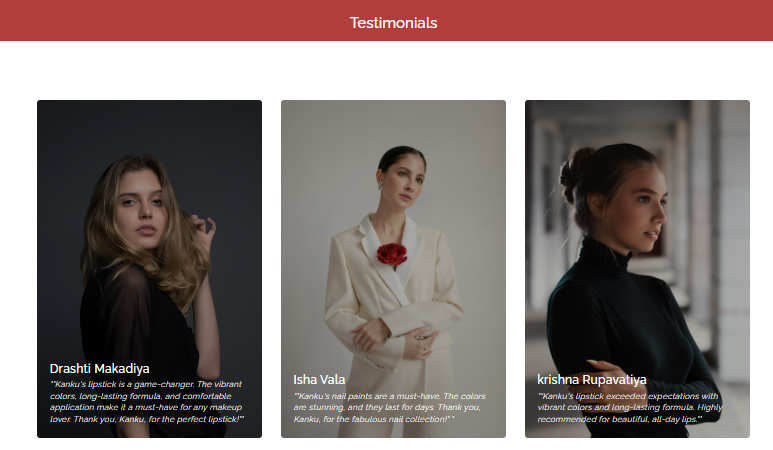 Testimonials
Drashti Makadiya
""Kanku's lipstick is a game-changer. The vibrant
colors, long-lasting formula, and comfortable
application make it a must-have for any makeup
lover. Thank you, Kanku, for the perfect lipstick!""
Isha Vala
""Kanku's nail paints are a must-have. The colors
are stunning, and they last for days. Thank you,
Kanku, for the fabulous nail collection!" "
krishna Rupavatiya
""Kanku's lipstick exceeded expectations with
vibrant colors and long-lasting formula. Highly
recommended for beautiful, all-day lips.""